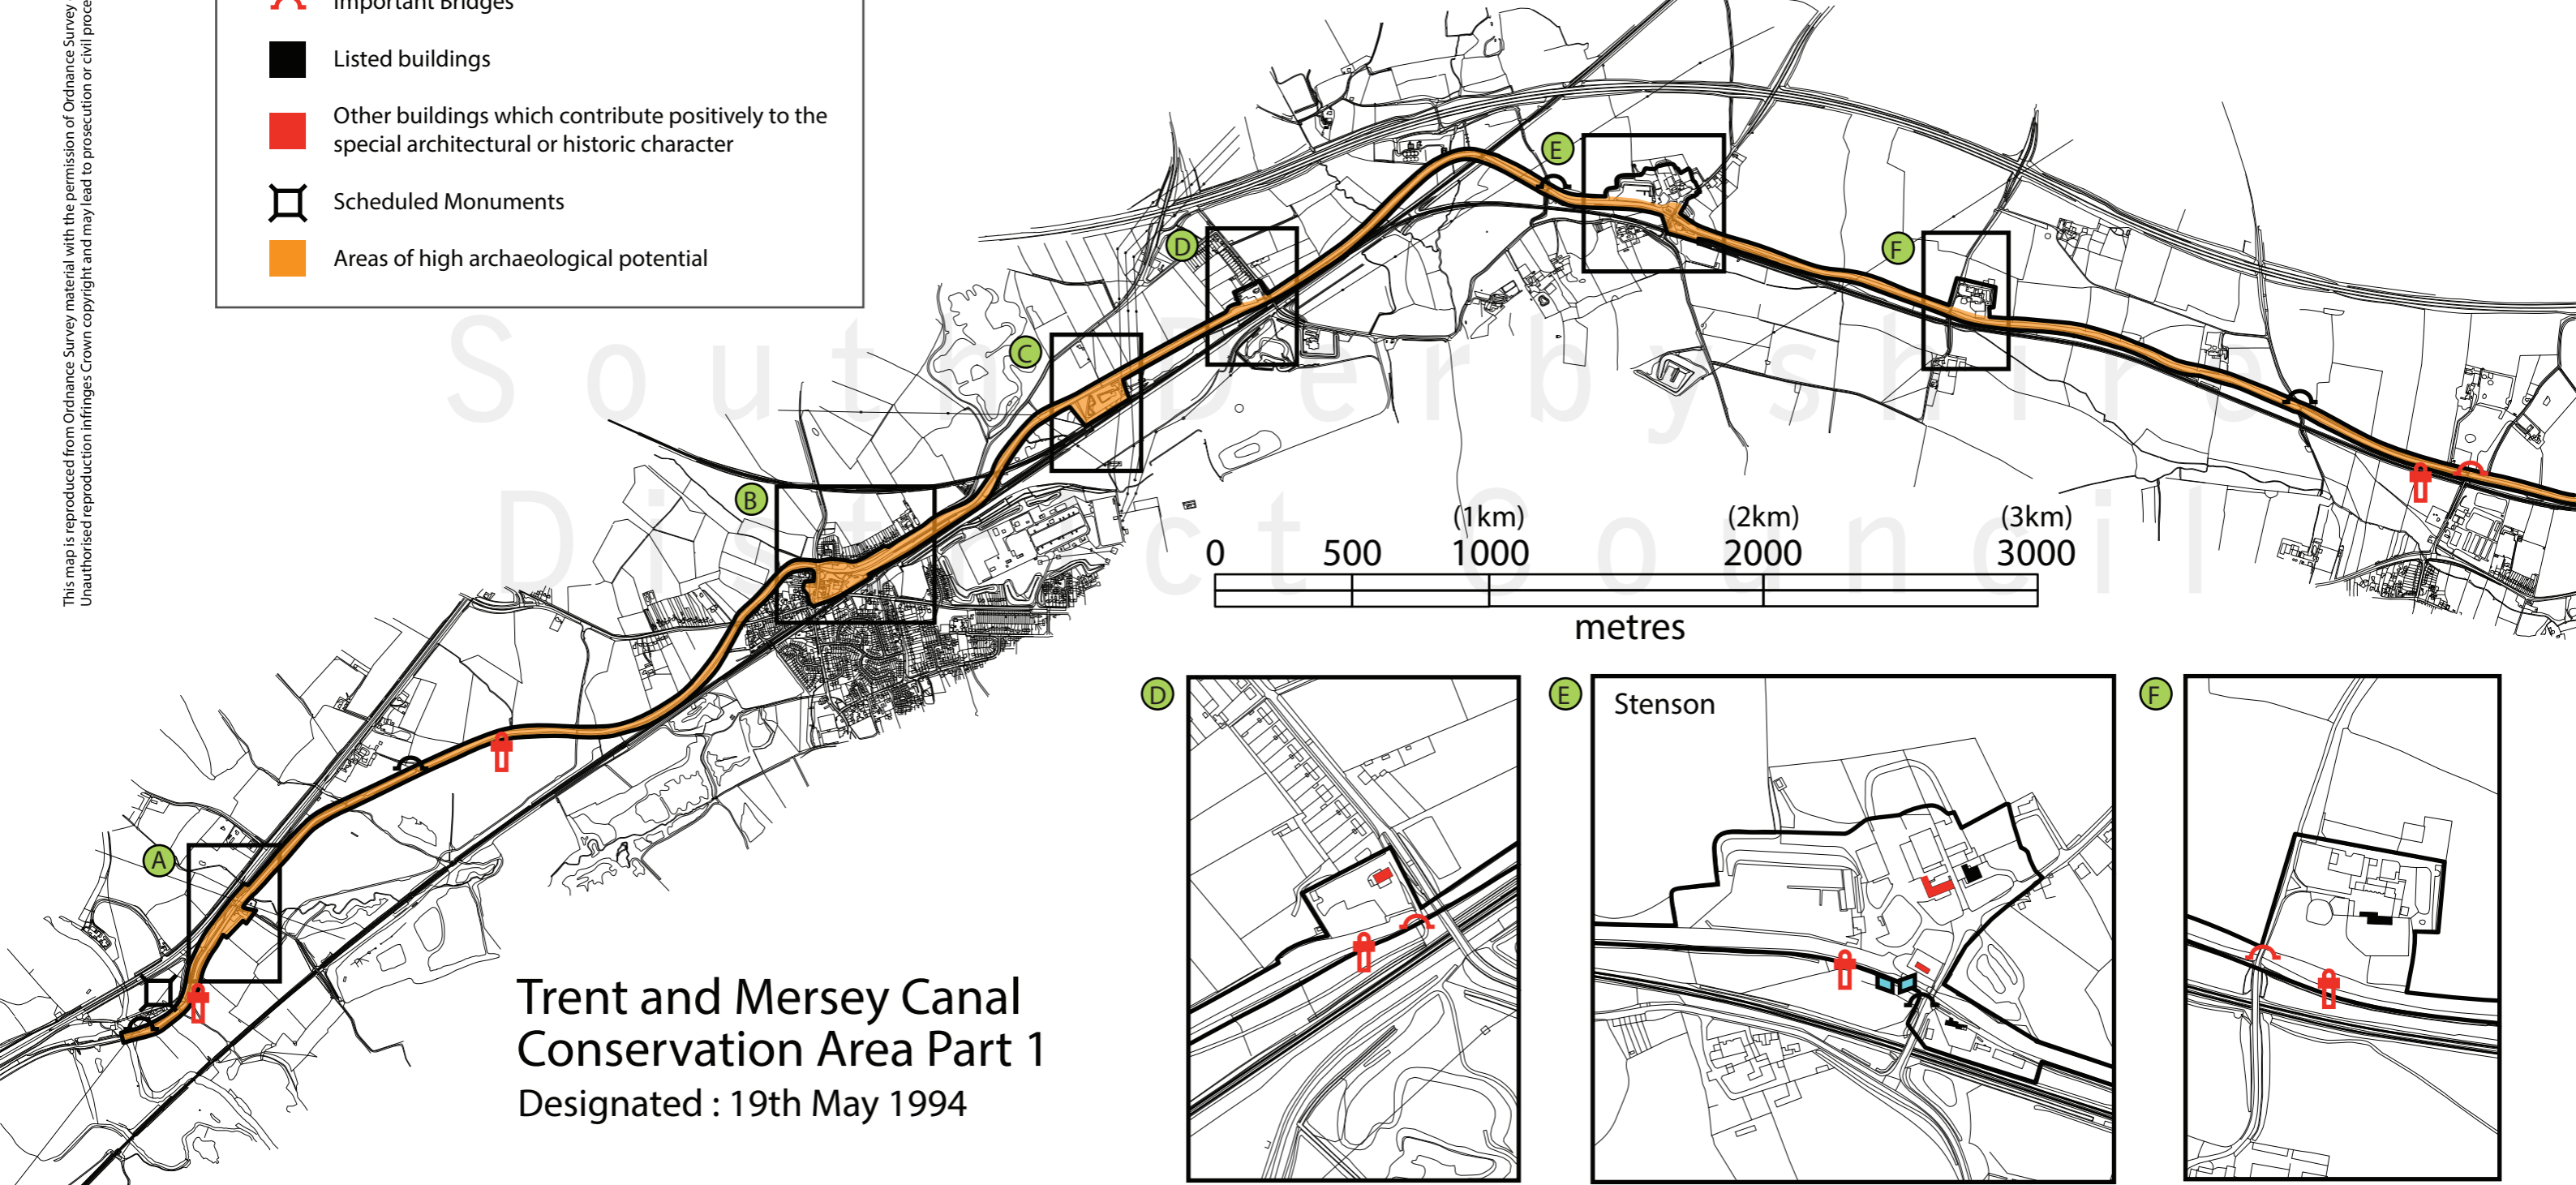 This map is reproduced from Ordnance Survey material with the permission of Ordnance Survey
Unauthorised reproduction infringes Crown copyright and may lead to prosecution or civil proce
Important Bridges
Listed buildings
Other buildings which contribute positively to the
special architectural or historic character
Scheduled Monuments
Areas of high archaeological potential
South Derbyshire
District Council
A
B
C
D
E
F
(1km) (2km) (3km)
0 500 1000 2000 3000
metres
D
E
Stenson
F
Trent and Mersey Canal
Conservation Area Part 1
Designated : 19th May 1994